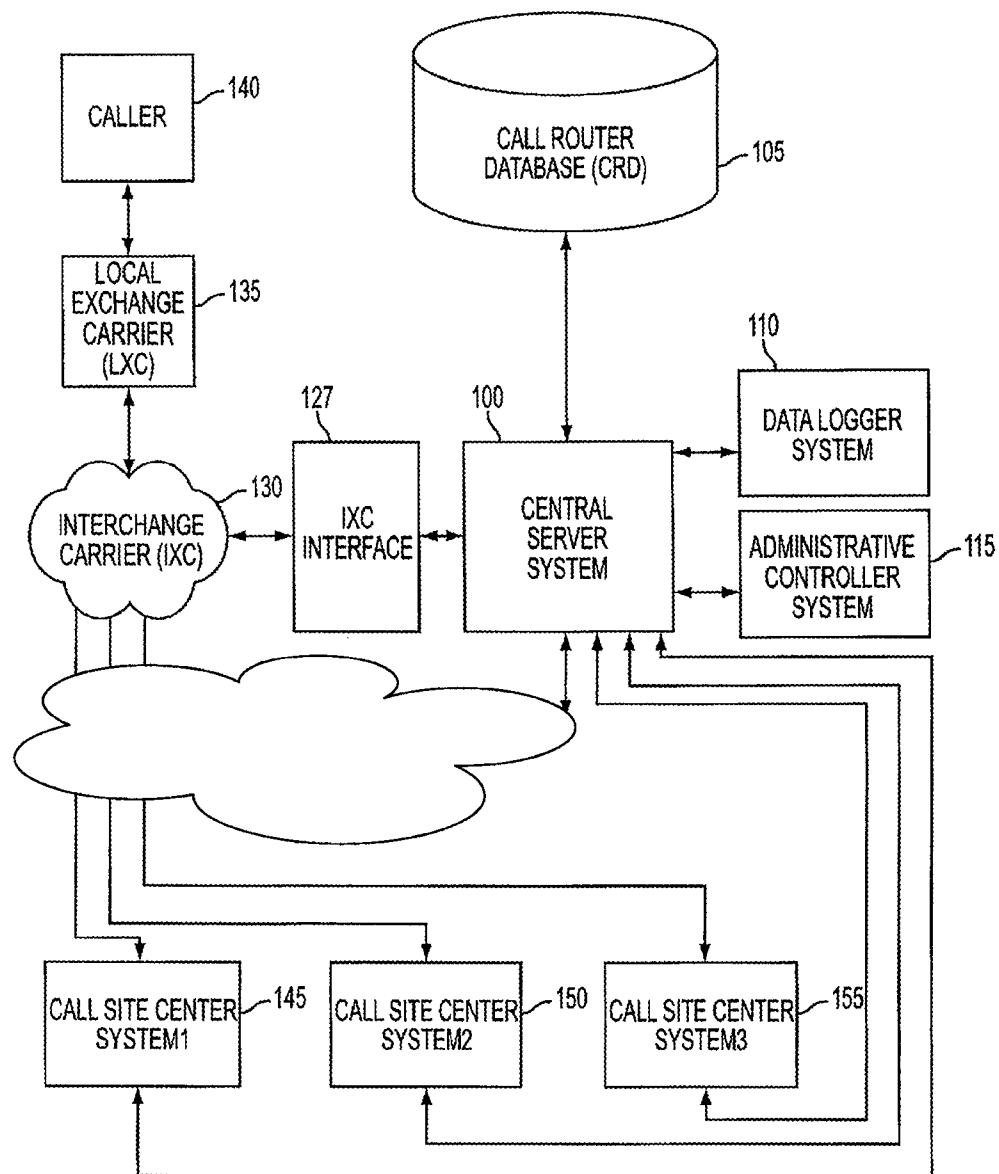 CALLER
140
CALL ROUTER
DATABASE (CRD)
105
LOCAL
EXCHANGE
CARRIER
(LXC)
135
110
DATA LOGGER
SYSTEM
127
100
130
INTERCHANGE
CARRIER (IXC)
IXC
INTERFACE
CENTRAL
SERVER
SYSTEM
ADMINISTRATIVE
CONTROLLER
SYSTEM
115
CALL SITE CENTER
SYSTEM1
145
CALL SITE CENTER
SYSTEM2
150
CALL SITE CENTER
SYSTEM3
155